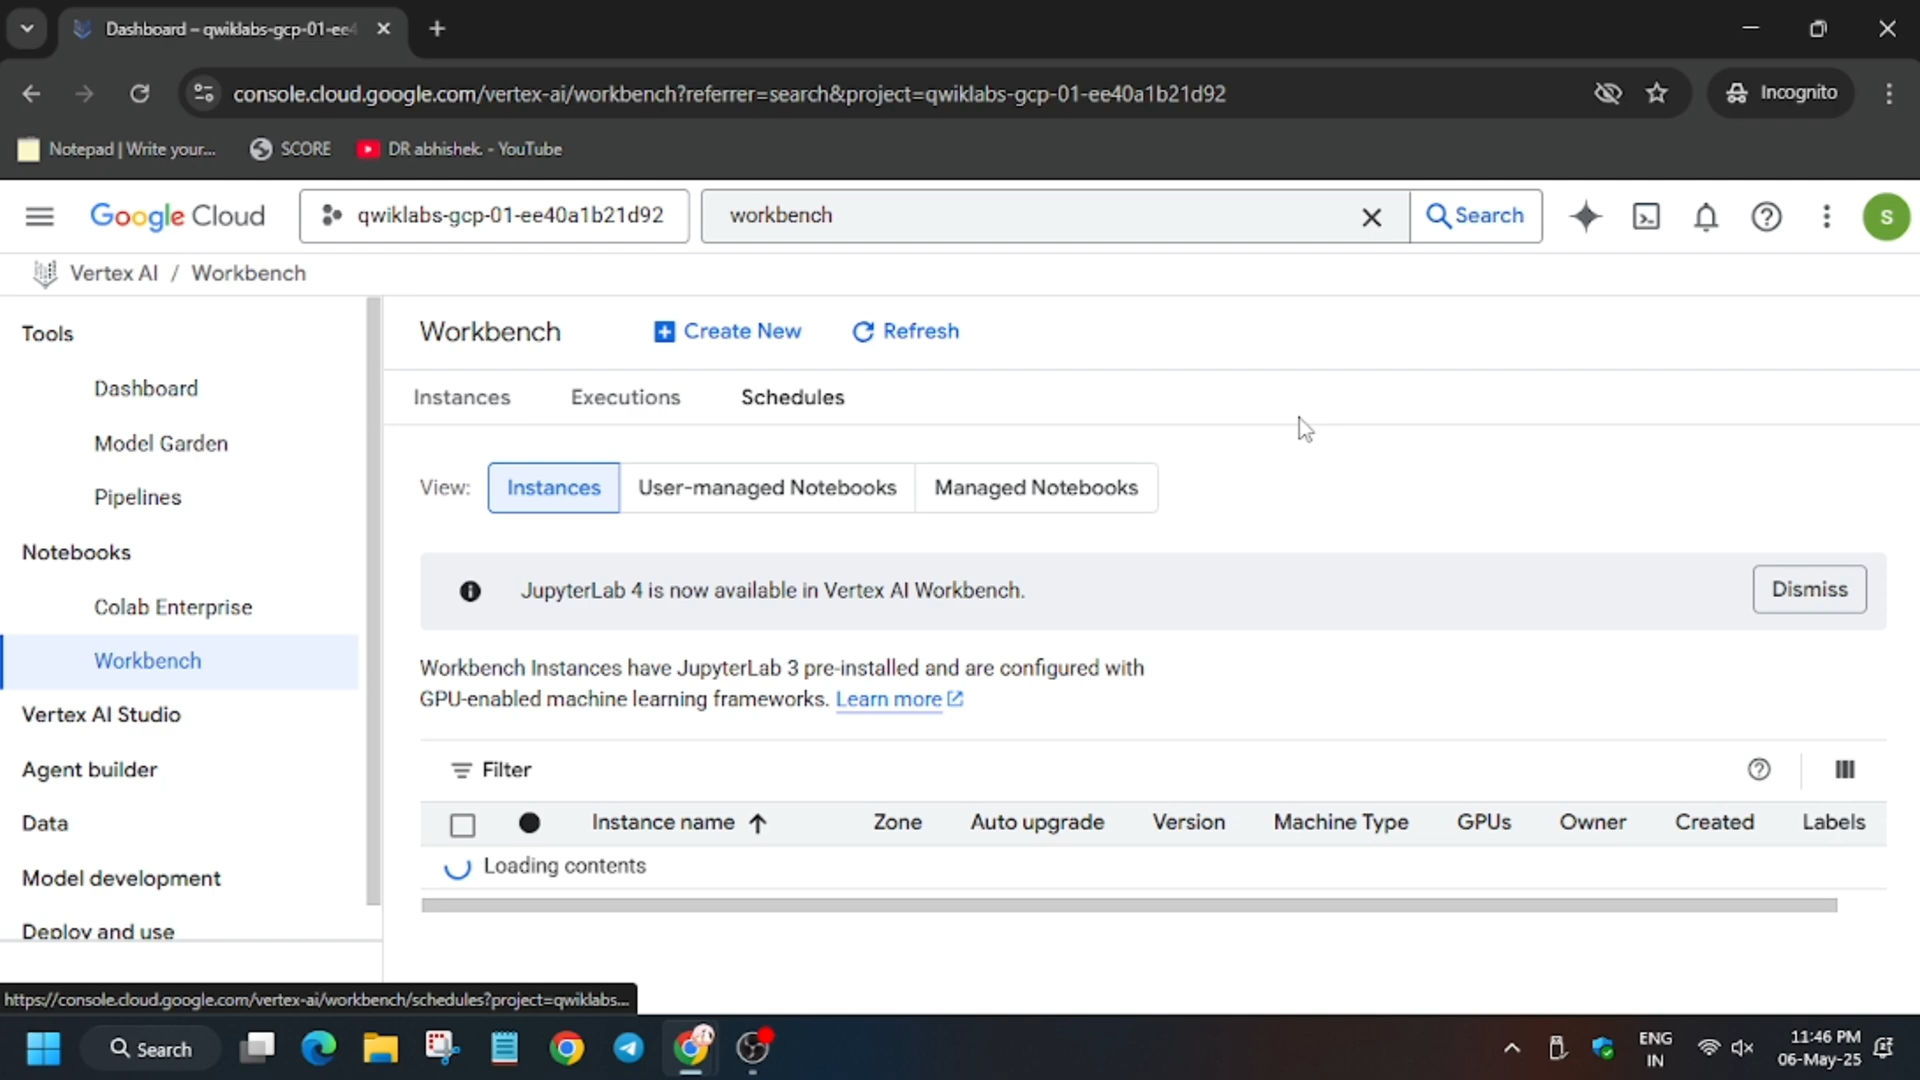 Dashboard – qwiklabs-gcp-01-ee4
console.cloud.google.com/vertex-ai/workbench?referrer=search&project=qwiklabs-gcp-01-ee40a1b21d92
Incognito
Notepad | Write your...
SCORE
DR abhishek. - YouTube
Google Cloud
qwiklabs-gcp-01-ee40a1b21d92
workbench
Search
S
Vertex AI / Workbench
Tools
Dashboard
Model Garden
Pipelines
Notebooks
Colab Enterprise
Workbench
Vertex AI Studio
Agent builder
Data
Model development
Deploy and use
Workbench
Create New
Refresh
Instances
Executions
Schedules
View:
Instances
User-managed Notebooks
Managed Notebooks
JupyterLab 4 is now available in Vertex AI Workbench.
Dismiss
Workbench Instances have JupyterLab 3 pre-installed and are configured with
GPU-enabled machine learning frameworks. Learn more
Filter
Instance name
Zone
Auto upgrade
Version
Machine Type
GPUs
Owner
Created
Labels
Loading contents
https://console.cloud.google.com/vertex-ai/workbench/schedules?project=qwiklabs...
Search
ENG
IN
11:46 PM
06-May-25